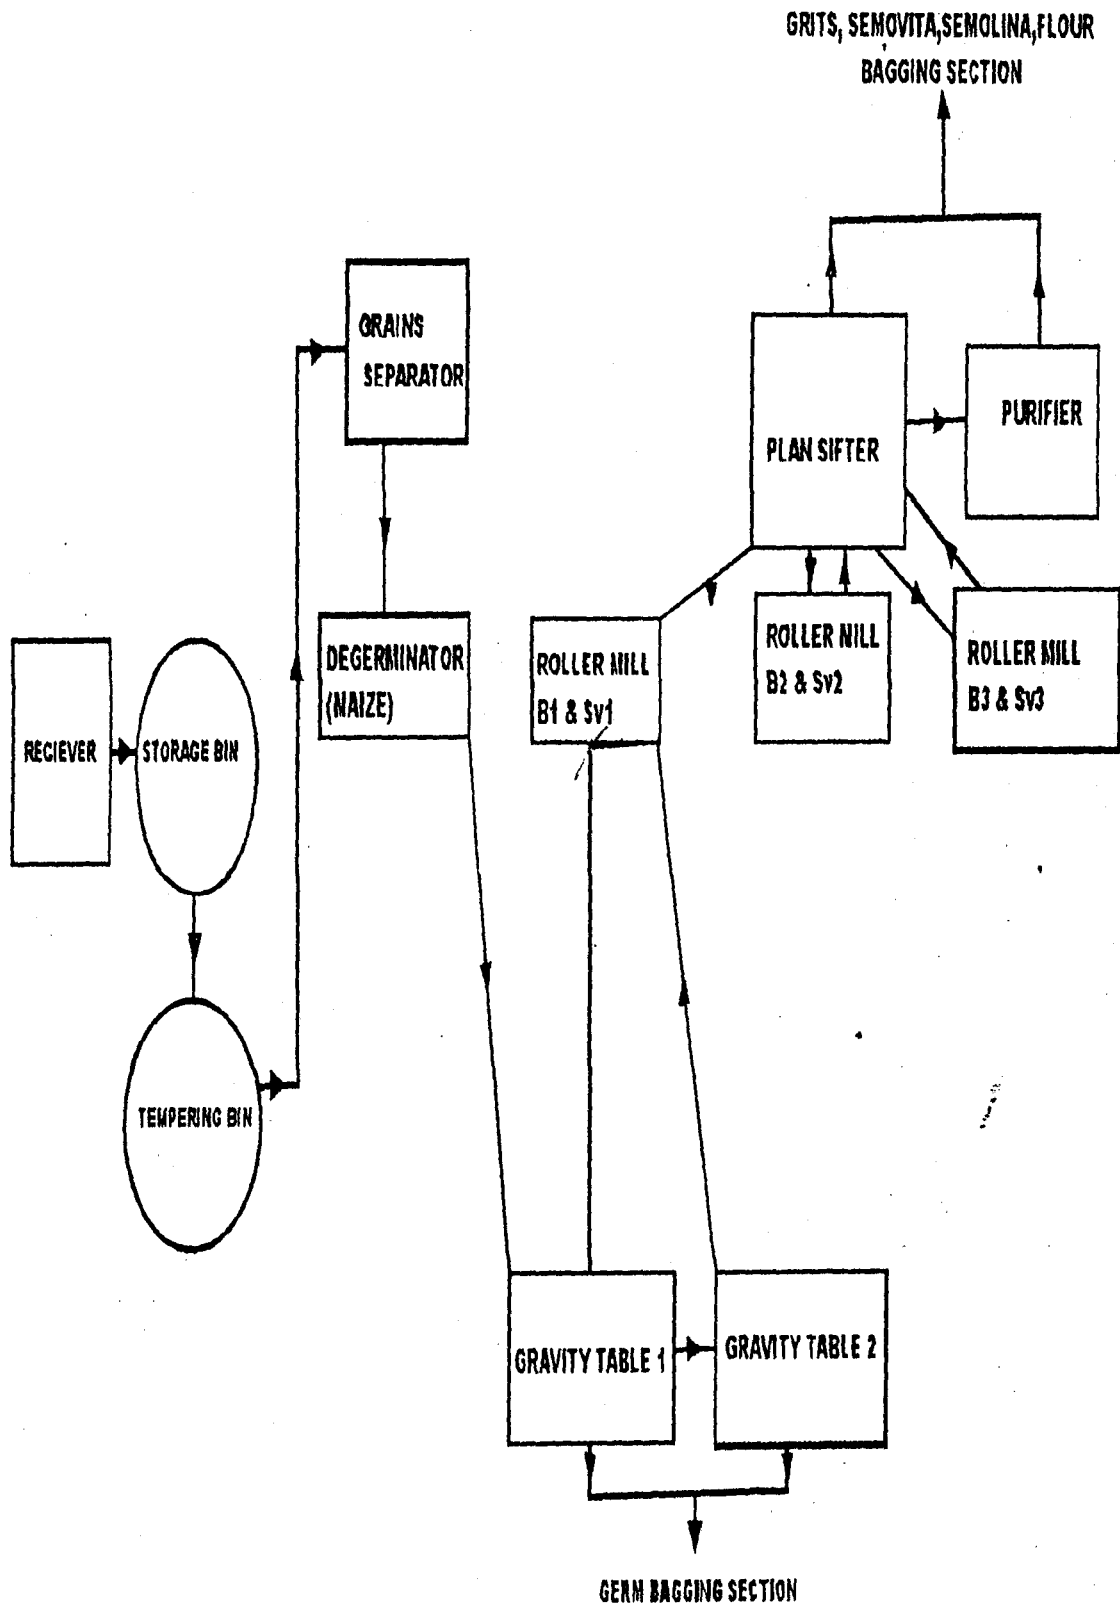 GRITS, SEMOVITA,SEMOLINA,FLOUR
BAGGING SECTION
GRAINS
SEPARATOR
PURIFIER
PLAN SIFTER
DEGERMINATOR
(NAIZE)
ROLLER MILL
B1 & Sv1
ROLLER NILL
B2 & Sv2
ROLLER MILL
B3 & Sv3
RECIEVER
STORAGE BIN
TEMPERING BIN
GRAVITY TABLE 1
GRAVITY TABLE 2
GERM BAGGING SECTION